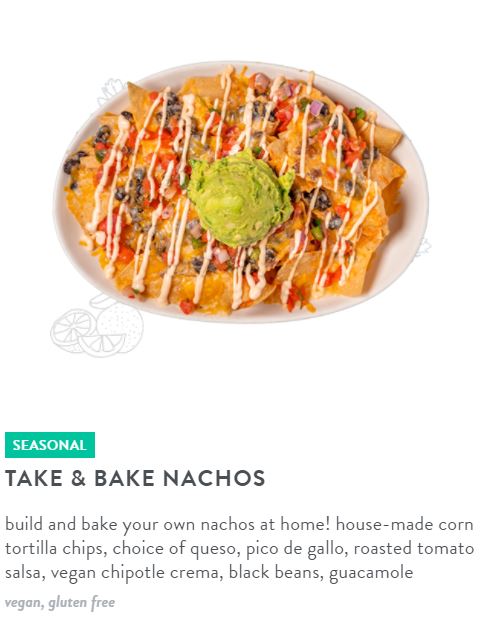 SEASONAL
TAKE & BAKE NACHOS
build and bake your own nachos at home! house-made corn
tortilla chips, choice of queso, pico de gallo, roasted tomato
salsa, vegan chipotle crema, black beans, guacamole
vegan, gluten free